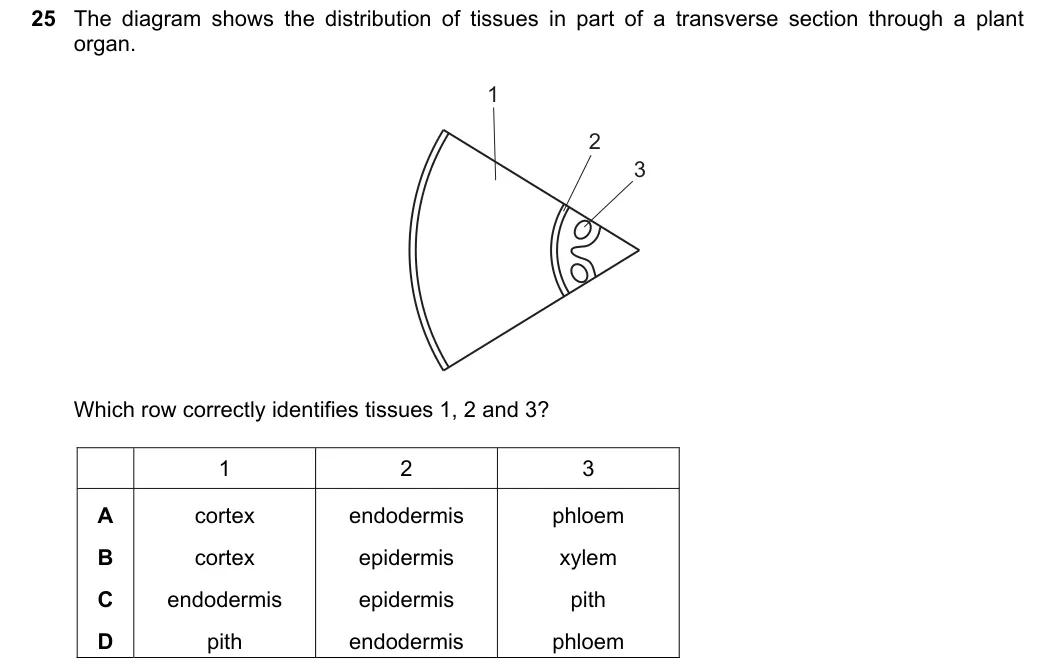 25 The diagram shows the distribution of tissues in part of a transverse section through a plant
organ.
1
2
3
Which row correctly identifies tissues 1, 2 and 3?
1 2 3
A cortex endodermis phloem
B cortex epidermis xylem
C endodermis epidermis pith
D pith endodermis phloem